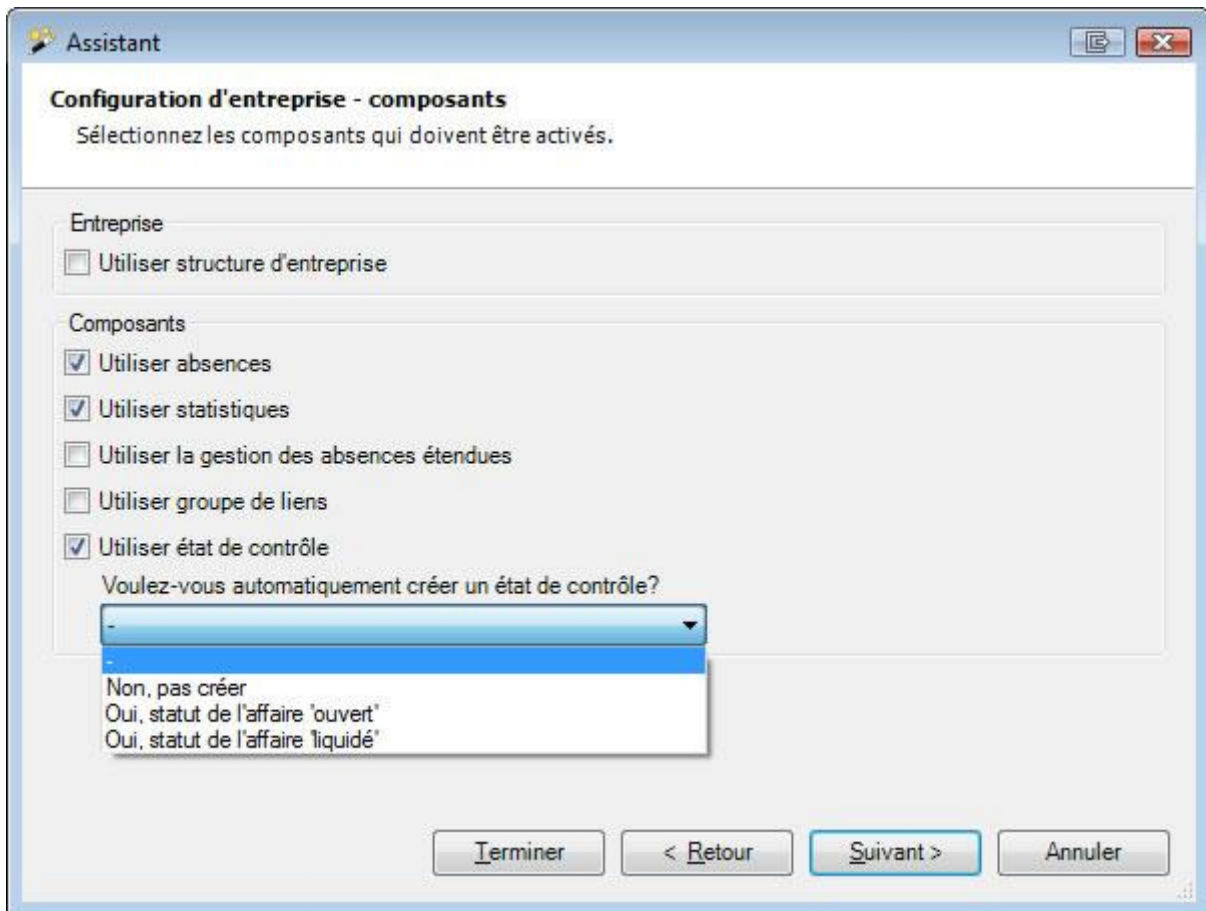 Assistant
Configuration d'entreprise - composants
Sélectionnez les composants qui doivent être activés.
Entreprise
Utiliser structure d'entreprise
Composants
Utiliser absences
Utiliser statistiques
Utiliser la gestion des absences étendues
Utiliser groupe de liens
Utiliser état de contrôle
Voulez-vous automatiquement créer un état de contrôle?
-
-
Non, pas créer
Oui, statut de l'affaire 'ouvert'
Oui, statut de l'affaire 'liquidé'
Terminer < Retour Suivant > Annuler